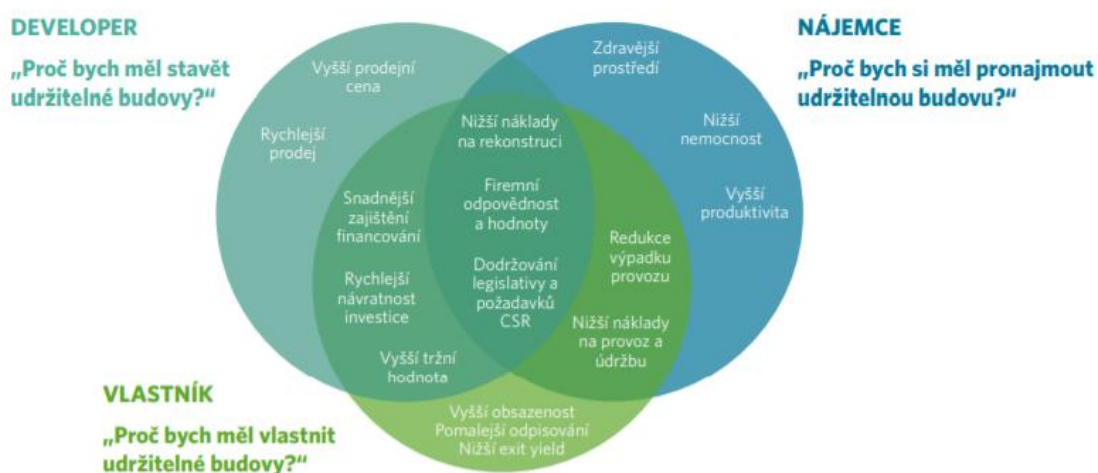 DEVELOPER
„Proč bych měl stavět
udržitelné budovy?“
NÁJEMCE
„Proč bych si měl pronajmout
udržitelnou budovu?“
Vyšší prodejní
cena
Rychlejší
prodej
Zdravější
prostředí
Nižší
nemocnost
Vyšší
produktivita
Nižší náklady
na rekonstruci
Firemní
odpovědnost
a hodnoty
Dodržování
legislativy a
požadavků
CSR
Snadnější
zajištění
financování
Rychlejší
návratnost
investice
Vyšší tržní
hodnota
Redukce
výpadku
provozu
Nižší náklady
na provoz a
údržbu
Vyšší obsazenost
Pomalejší odpisování
Nižší exit yield
VLASTNÍK
„Proč bych měl vlastnit
udržitelné budovy?“